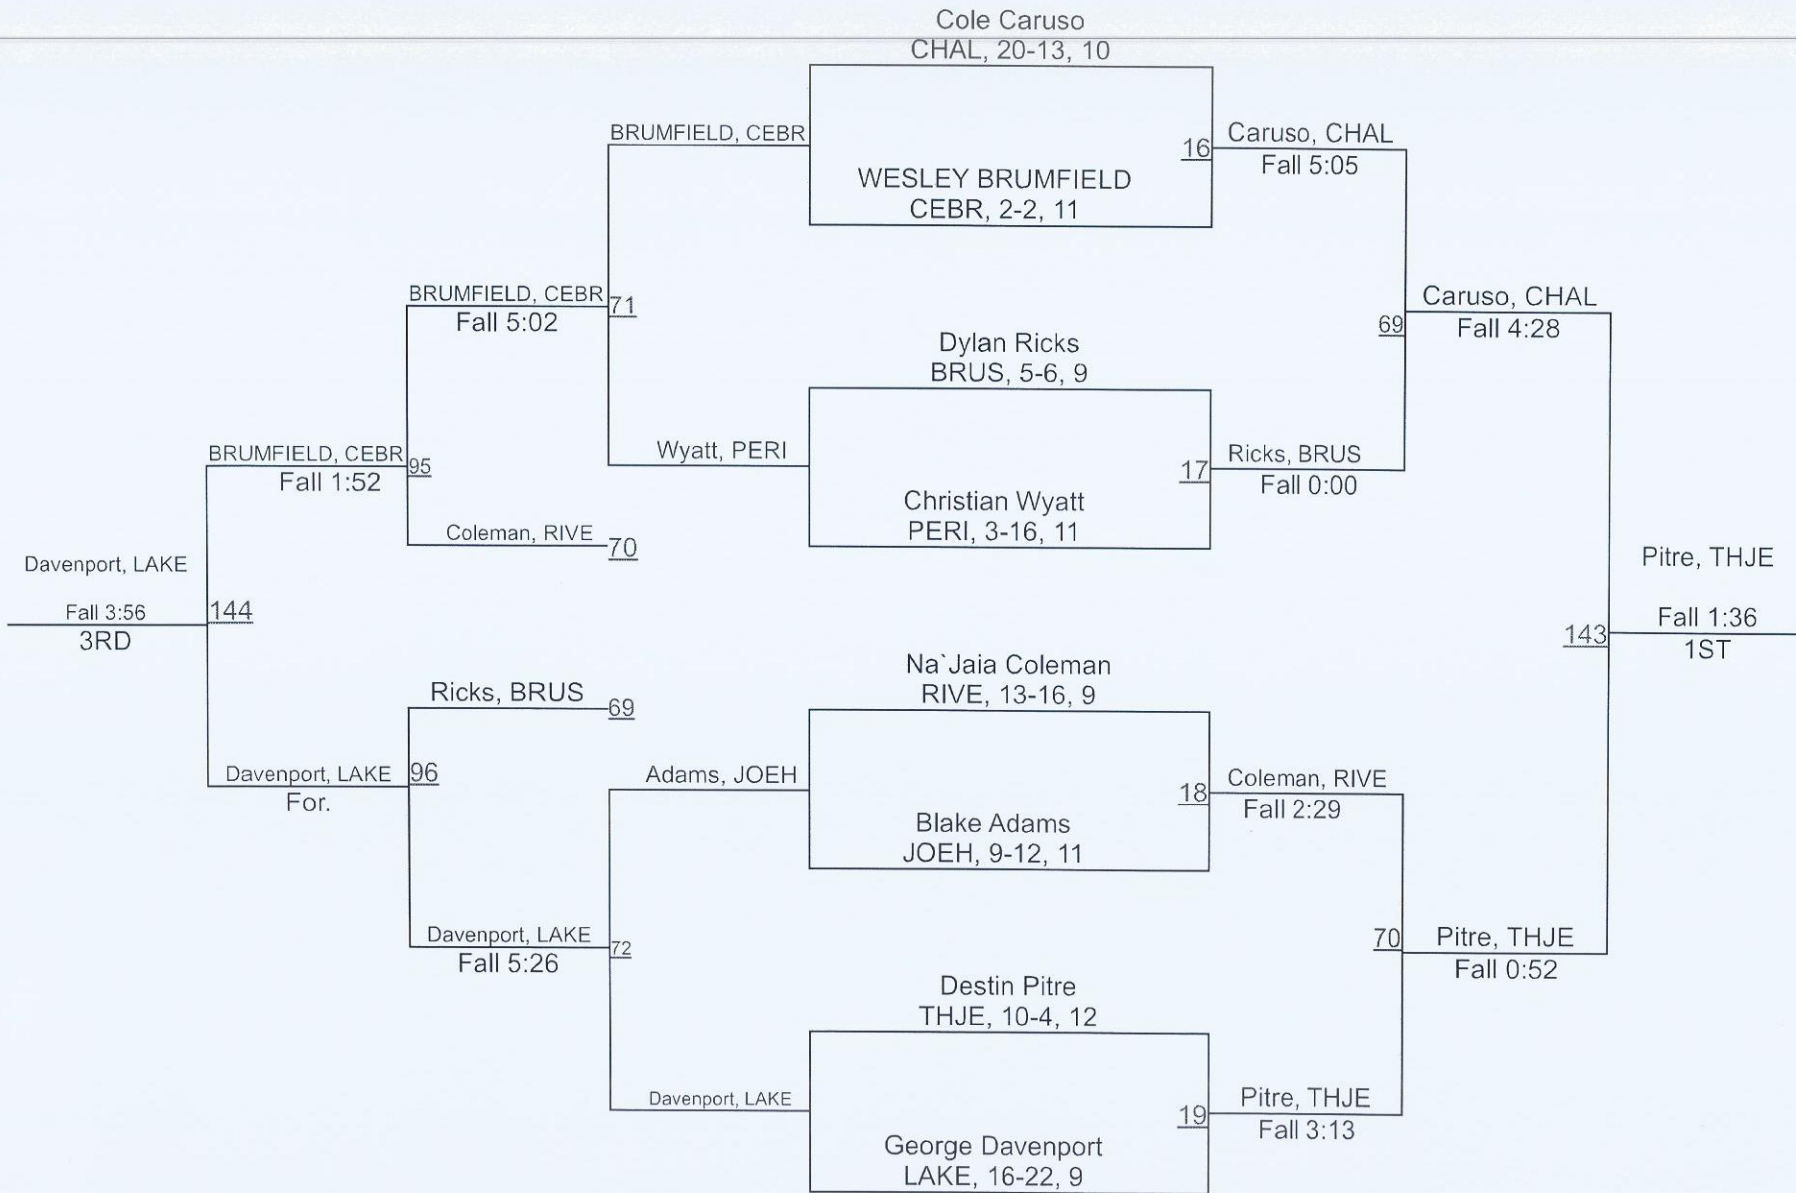 Cole Caruso
CHAL, 20-13, 10
BRUMFIELD, CEBR
16
Caruso, CHAL
Fall 5:05
WESLEY BRUMFIELD
CEBR, 2-2, 11
BRUMFIELD, CEBR
Fall 5:02
71
Caruso, CHAL
Fall 4:28
69
Dylan Ricks
BRUS, 5-6, 9
BRUMFIELD, CEBR
Fall 1:52
95
Wyatt, PERI
17
Ricks, BRUS
Fall 0:00
Christian Wyatt
PERI, 3-16, 11
Coleman, RIVE
70
Davenport, LAKE
Fall 3:56
3RD
144
Pitre, THJE
Fall 1:36
1ST
143
Na`Jaia Coleman
RIVE, 13-16, 9
Ricks, BRUS
69
Davenport, LAKE
For.
96
Adams, JOEH
18
Coleman, RIVE
Fall 2:29
Blake Adams
JOEH, 9-12, 11
Davenport, LAKE
Fall 5:26
72
70
Pitre, THJE
Fall 0:52
Destin Pitre
THJE, 10-4, 12
Davenport, LAKE
19
Pitre, THJE
Fall 3:13
George Davenport
LAKE, 16-22, 9